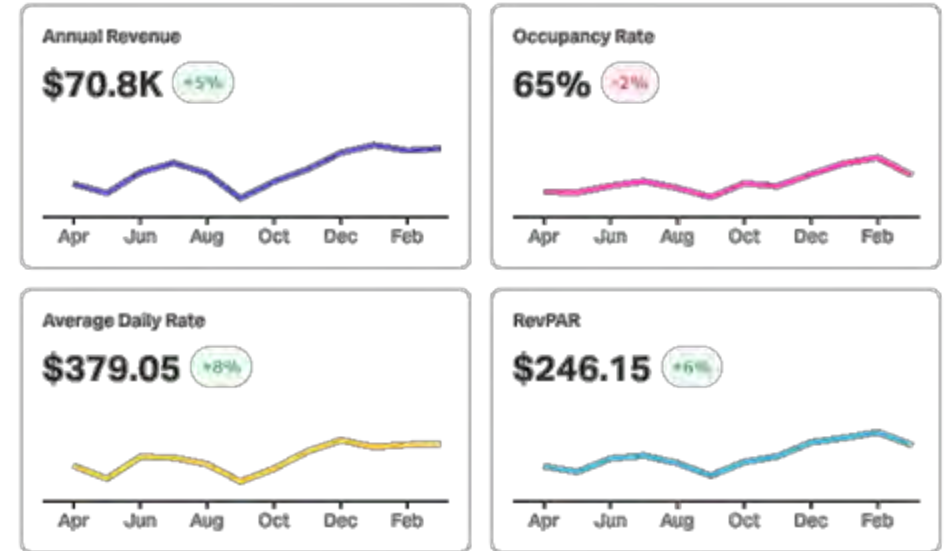 Annual Revenue
$70.8K +5%
Apr Jun Aug Oct Dec Feb
Occupancy Rate
65% -2%
Apr Jun Aug Oct Dec Feb
Average Daily Rate
$379.05 +8%
Apr Jun Aug Oct Dec Feb
RevPAR
$246.15 +6%
Apr Jun Aug Oct Dec Feb